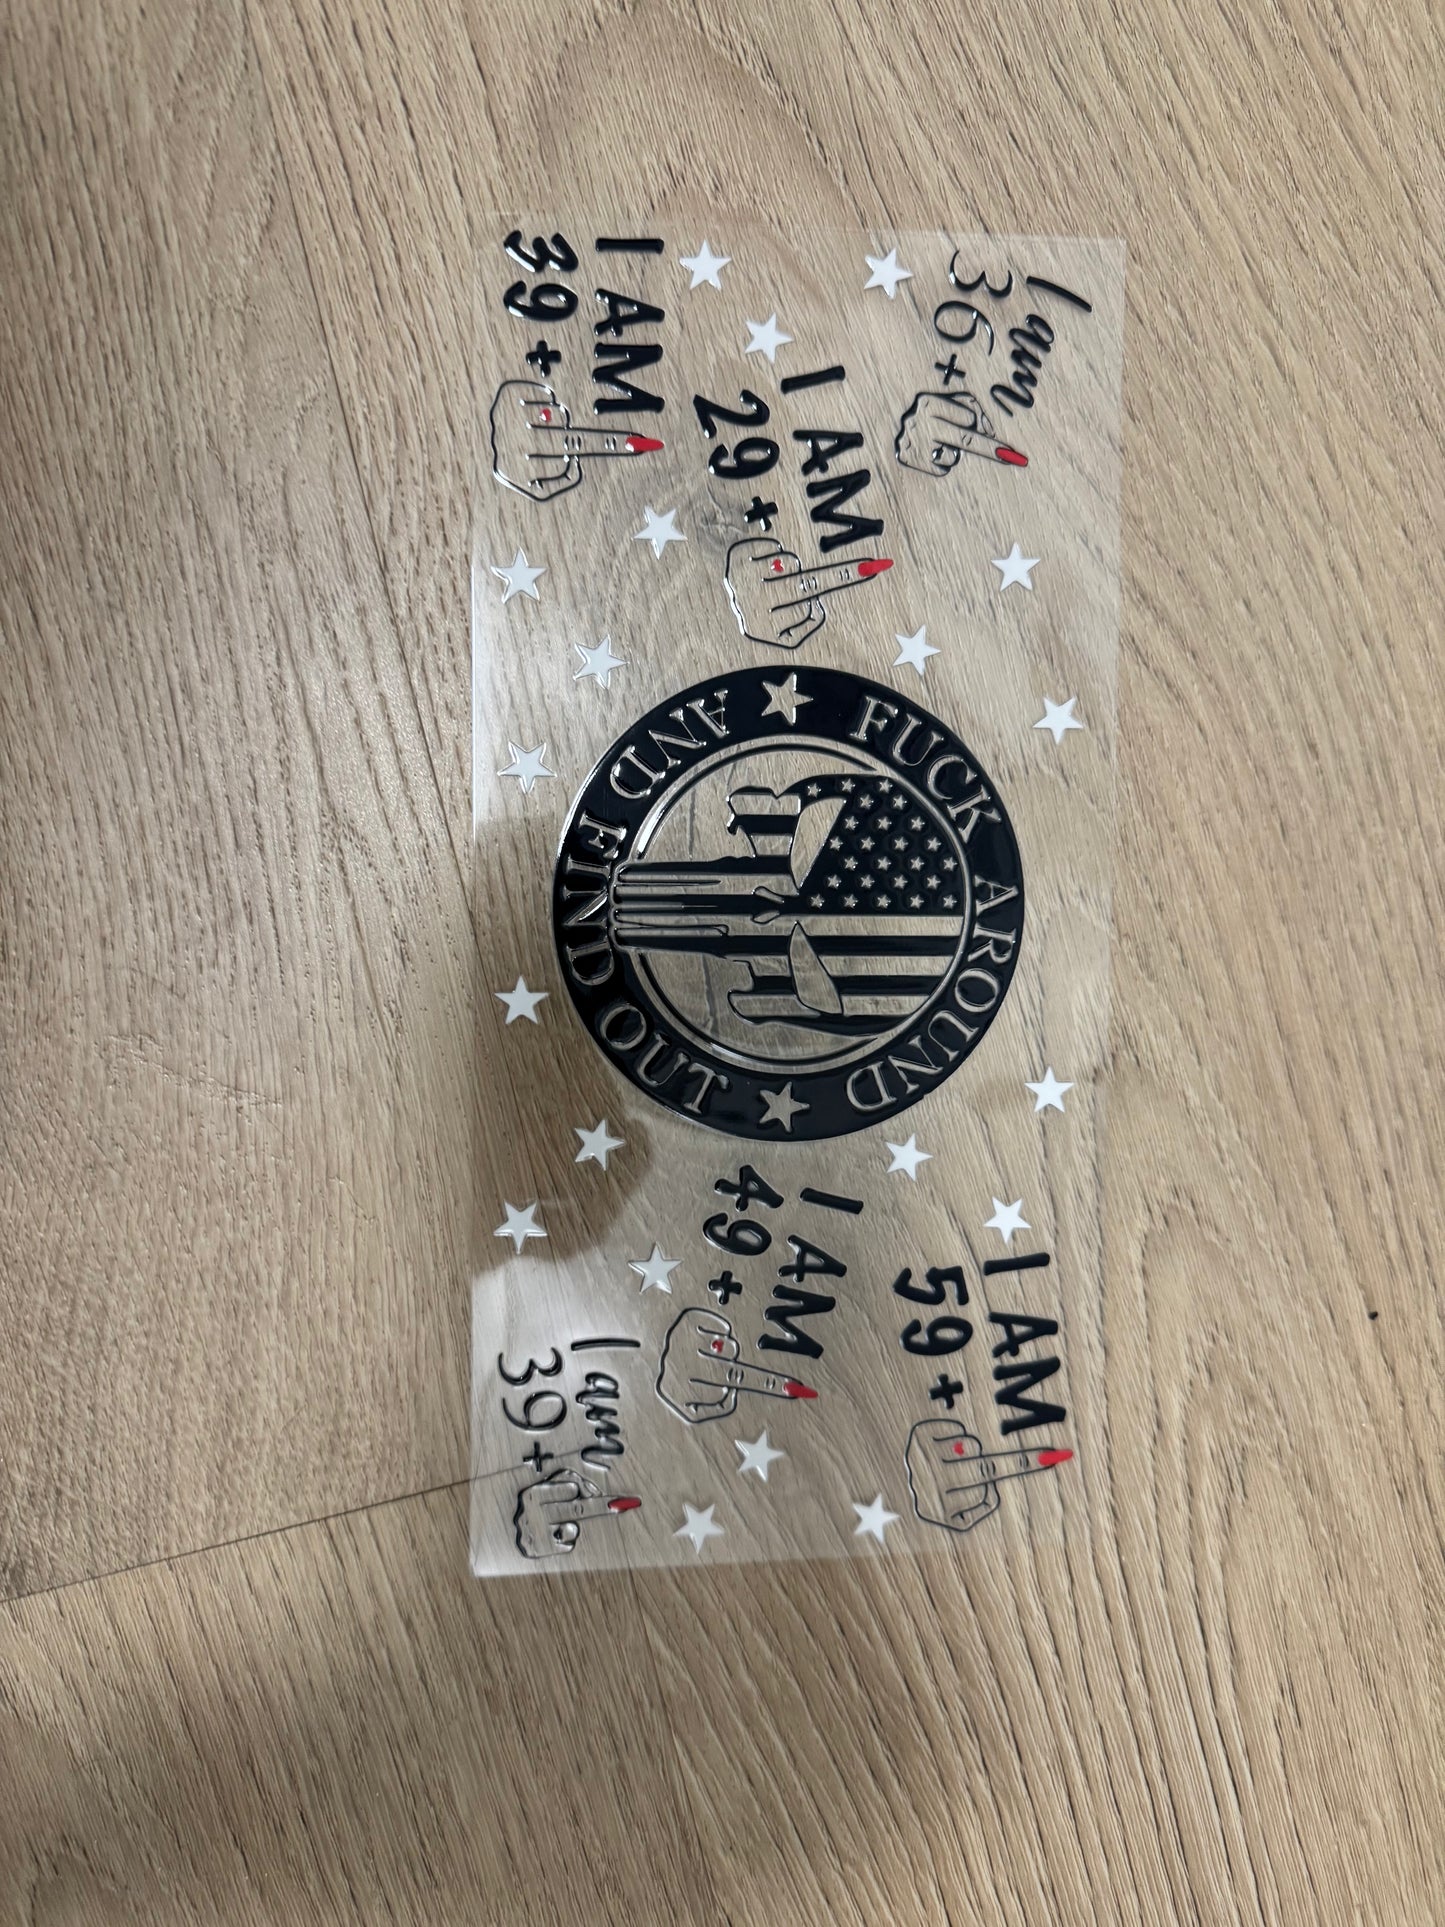 I am
36+
I AM
29+
I AM
39+
FUCK AROUND
AND FIND OUT
I AM
59+
I AM
49+
I am
39+